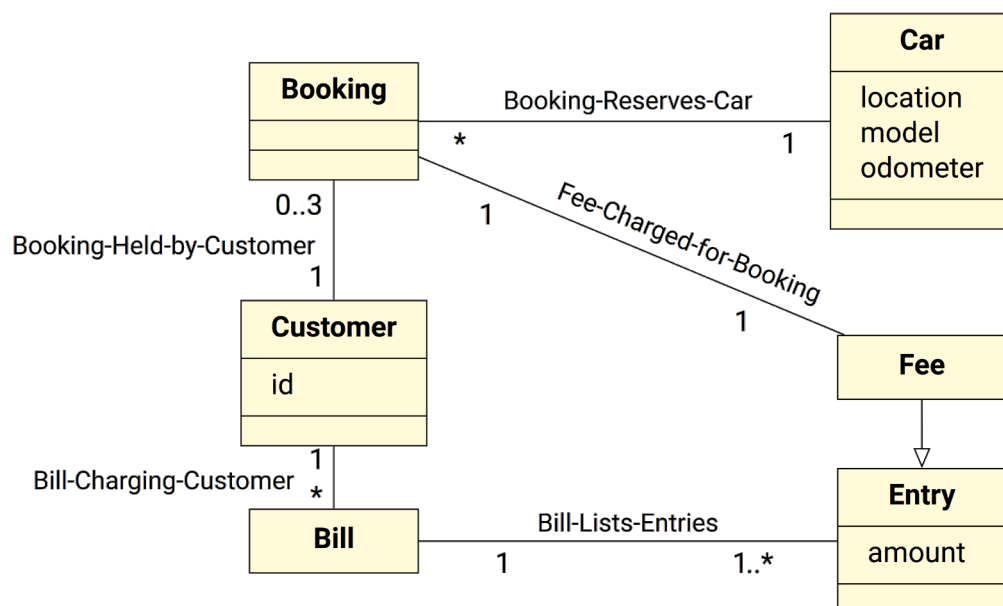 Car
Booking
Booking-Reserves-Car
location
* 1
model
odometer
Fee-Charged-for-Booking
0..3
1
Booking-Held-by-Customer
1
1
Customer
id
Fee
1
Bill-Charging-Customer
*
Entry
Bill
Bill-Lists-Entries
amount
1 1..*